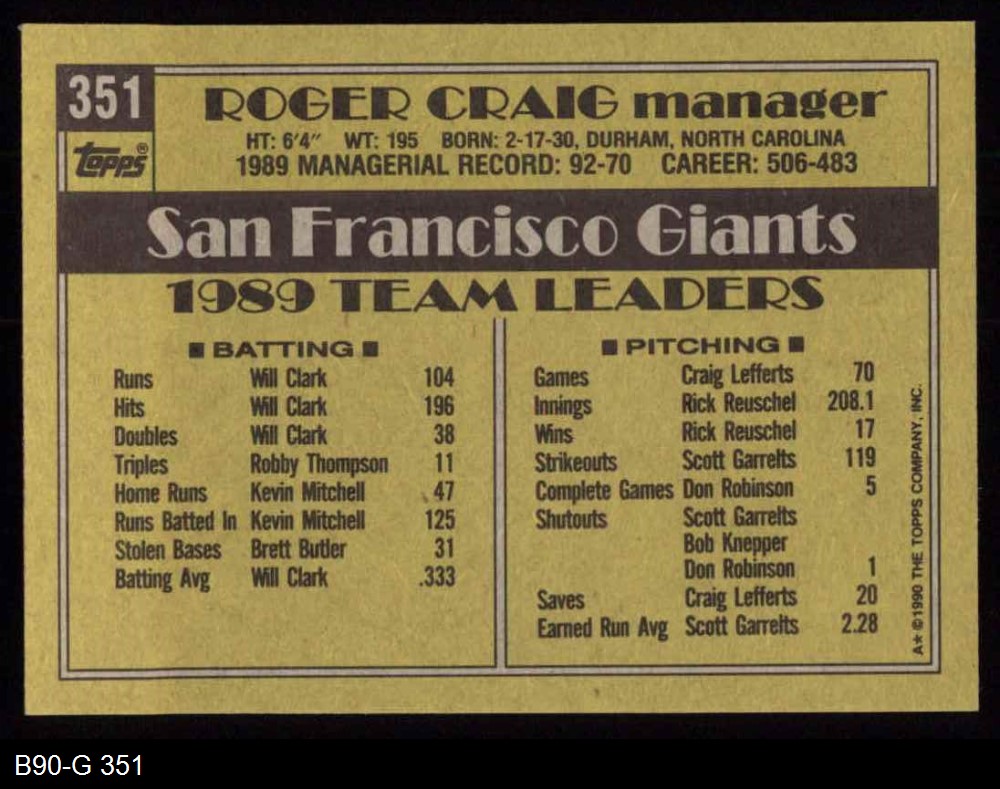 351
topps®
ROGER CRAIG manager
HT: 6'4" WT: 195 BORN: 2-17-30, DURHAM, NORTH CAROLINA
1989 MANAGERIAL RECORD: 92-70 CAREER: 506-483
San Francisco Giants
1989 TEAM LEADERS
■ BATTING ■
Runs Will Clark 104
Hits Will Clark 196
Doubles Will Clark 38
Triples Robby Thompson 11
Home Runs Kevin Mitchell 47
Runs Batted In Kevin Mitchell 125
Stolen Bases Brett Butler 31
Batting Avg Will Clark .333
■ PITCHING ■
Games Craig Lefferts 70
Innings Rick Reuschel 208.1
Wins Rick Reuschel 17
Strikeouts Scott Garrelts 119
Complete Games Don Robinson 5
Shutouts Scott Garrelts
Bob Knepper
Don Robinson 1
Saves Craig Lefferts 20
Earned Run Avg Scott Garrelts 2.28
A★ ©1990 THE TOPPS COMPANY, INC.
B90-G 351